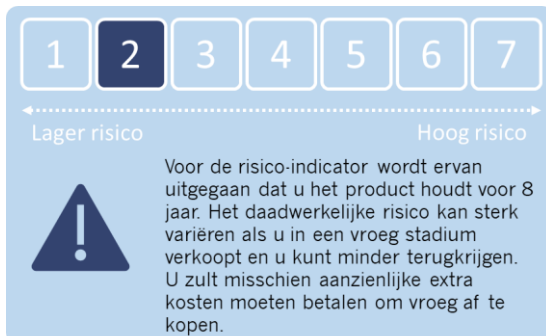 1 2 3 4 5 6 7
Lager risico Hoog risico
Voor de risico-indicator wordt ervan
uitgegaan dat u het product houdt voor 8
jaar. Het daadwerkelijke risico kan sterk
variëren als u in een vroeg stadium
verkoopt en u kunt minder terugkrijgen.
U zult misschien aanzienlijke extra
kosten moeten betalen om vroeg af te
kopen.